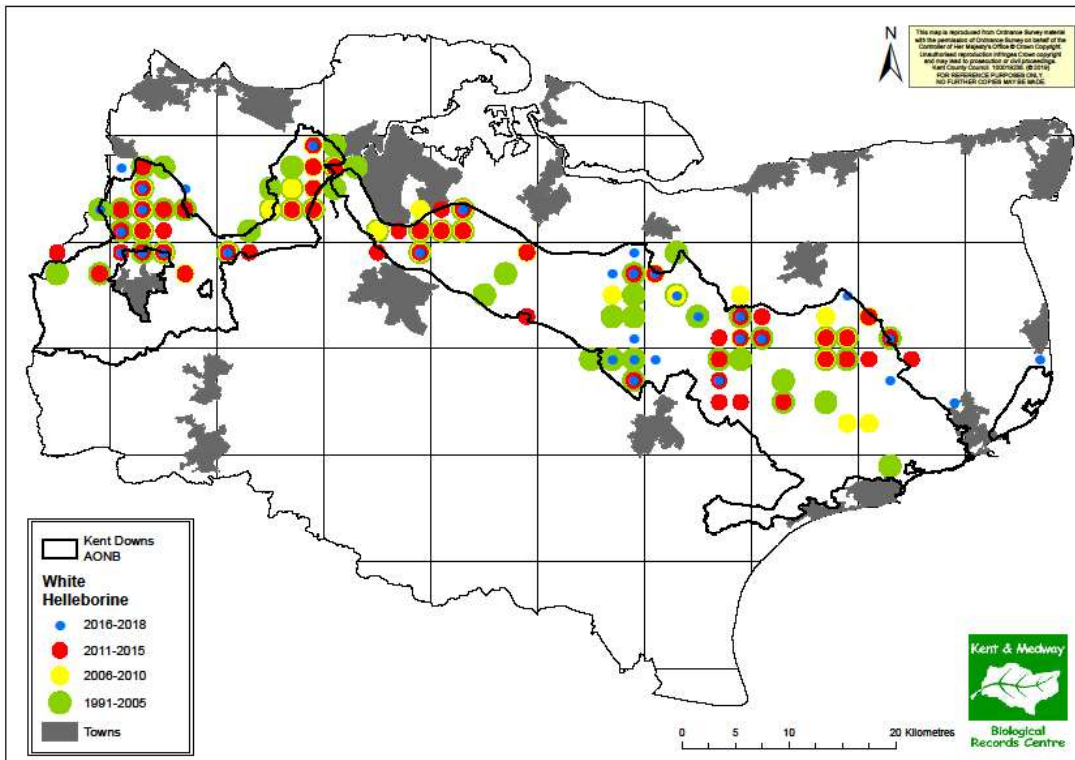 N
This map is reproduced from Ordnance Survey material
with the permission of Ordnance Survey on behalf of the
Controller of Her Majesty's Office © Crown Copyright.
Unauthorised reproduction infringes Crown copyright
and may lead to prosecution or civil proceedings.
Kent County Council. 100019238. (© 2019)
FOR REFERENCE PURPOSES ONLY.
NO FURTHER COPIES MAY BE MADE.
Kent Downs
AONB
White
Helleborine
2016-2018
2011-2015
2006-2010
1991-2005
Towns
0 5 10 20 Kilometres
Kent & Medway
Biological
Records Centre